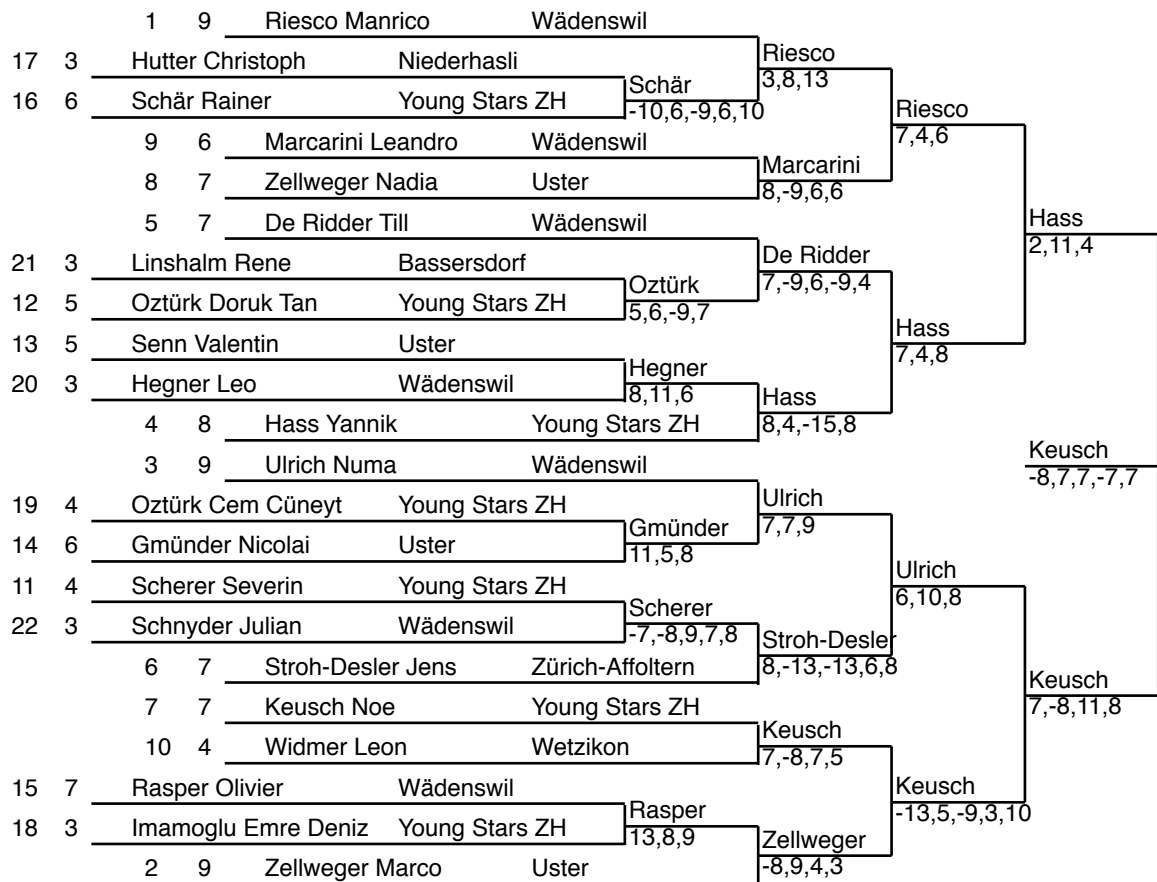 1 9 Riesco Manrico Wädenswil
Riesco
17 3 Hutter Christoph Niederhasli
3,8,13
Schär
16 6 Schär Rainer Young Stars ZH
-10,6,-9,6,10
Riesco
7,4,6
9 6 Marcarini Leandro Wädenswil
Marcarini
8 7 Zellweger Nadia Uster
8,-9,6,6
Hass
2,11,4
5 7 De Ridder Till Wädenswil
De Ridder
21 3 Linshalm Rene Bassersdorf
7,-9,6,-9,4
Oztürk
12 5 Oztürk Doruk Tan Young Stars ZH
5,6,-9,7
Hass
7,4,8
13 5 Senn Valentin Uster
Hegner
20 3 Hegner Leo Wädenswil
8,11,6
Hass
8,4,-15,8
4 8 Hass Yannik Young Stars ZH
Keusch
-8,7,7,-7,7
3 9 Ulrich Numa Wädenswil
Ulrich
19 4 Oztürk Cem Cüneyt Young Stars ZH
7,7,9
Gmünder
14 6 Gmünder Nicolai Uster
11,5,8
Ulrich
6,10,8
11 4 Scherer Severin Young Stars ZH
Scherer
22 3 Schnyder Julian Wädenswil
-7,-8,9,7,8
Stroh-Desler
8,-13,-13,6,8
6 7 Stroh-Desler Jens Zürich-Affoltern
Keusch
7,-8,11,8
7 7 Keusch Noe Young Stars ZH
Keusch
10 4 Widmer Leon Wetzikon
7,-8,7,5
Keusch
-13,5,-9,3,10
15 7 Rasper Olivier Wädenswil
Rasper
18 3 Imamoglu Emre Deniz Young Stars ZH
13,8,9
Zellweger
-8,9,4,3
2 9 Zellweger Marco Uster